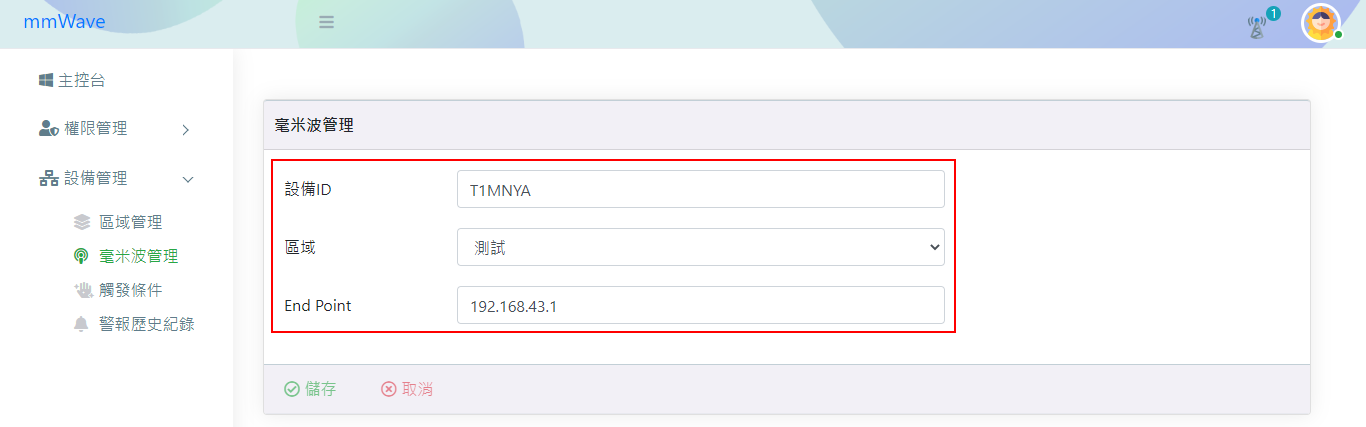 mmWave
1
主控台
權限管理
設備管理
區域管理
毫米波管理
觸發條件
警報歷史紀錄
毫米波管理
設備ID
T1MNYA
區域
測試
End Point
192.168.43.1
儲存
取消